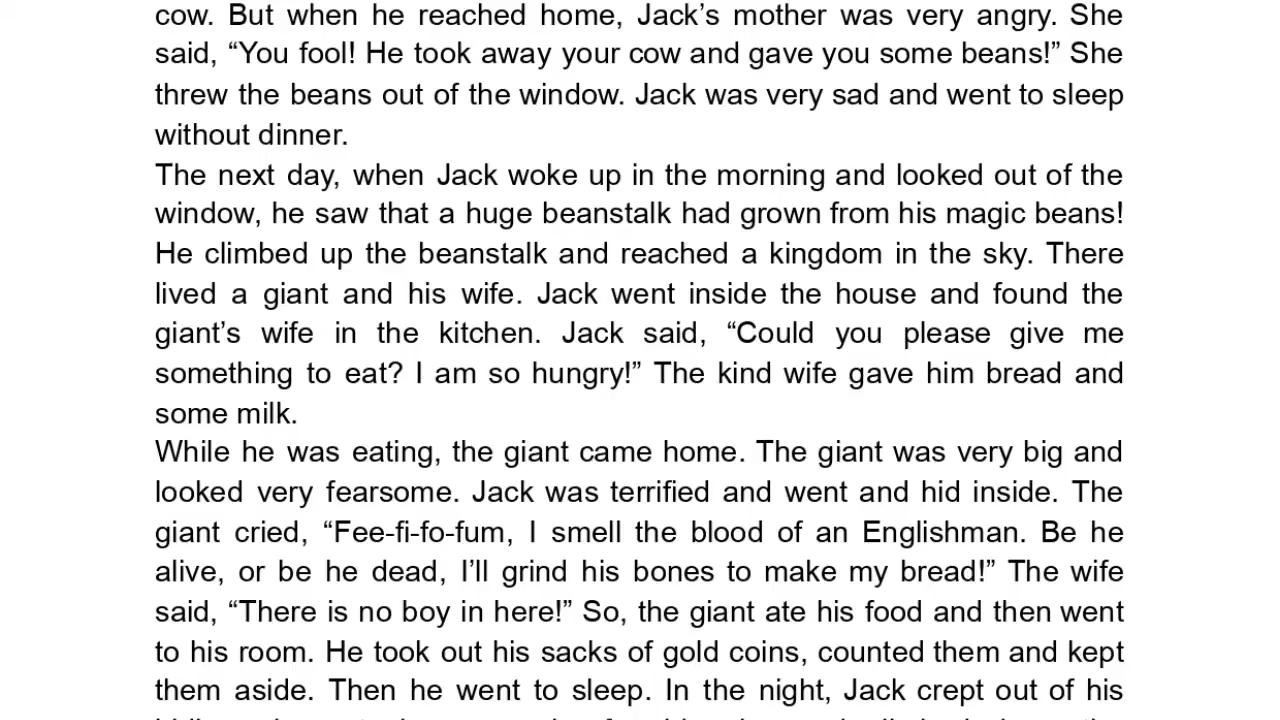 cow. But when he reached home, Jack’s mother was very angry. She
said, “You fool! He took away your cow and gave you some beans!” She
threw the beans out of the window. Jack was very sad and went to sleep
without dinner.
The next day, when Jack woke up in the morning and looked out of the
window, he saw that a huge beanstalk had grown from his magic beans!
He climbed up the beanstalk and reached a kingdom in the sky. There
lived a giant and his wife. Jack went inside the house and found the
giant’s wife in the kitchen. Jack said, “Could you please give me
something to eat? I am so hungry!” The kind wife gave him bread and
some milk.
While he was eating, the giant came home. The giant was very big and
looked very fearsome. Jack was terrified and went and hid inside. The
giant cried, “Fee-fi-fo-fum, I smell the blood of an Englishman. Be he
alive, or be he dead, I’ll grind his bones to make my bread!” The wife
said, “There is no boy in here!” So, the giant ate his food and then went
to his room. He took out his sacks of gold coins, counted them and kept
them aside. Then he went to sleep. In the night, Jack crept out of his